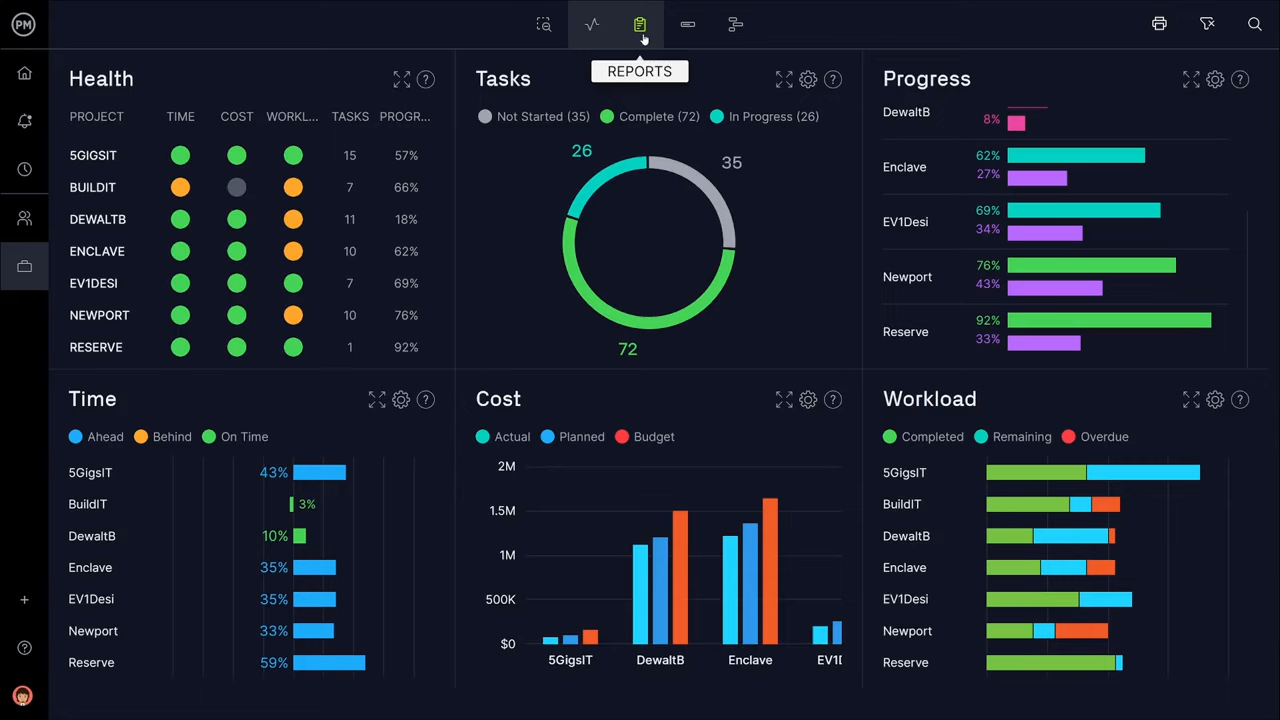 PM
REPORTS
Health
PROJECT TIME COST WORKL... TASKS PROGR...
5GIGSIT 15 57%
BUILDIT 7 66%
DEWALTB 11 18%
ENCLAVE 10 62%
EV1DESI 7 69%
NEWPORT 10 76%
RESERVE 1 92%
Tasks
Not Started (35) Complete (72) In Progress (26)
26
35
72
Progress
DewaltB 8%
Enclave 62%
27%
EV1Desi 69%
34%
Newport 76%
43%
Reserve 92%
33%
Time
Ahead Behind On Time
5GigsIT 43%
BuildIT 3%
DewaltB 10%
Enclave 35%
EV1Desi 35%
Newport 33%
Reserve 59%
Cost
Actual Planned Budget
2M
1.5M
1M
500K
$0
5GigsIT DewaltB Enclave EV1D
Workload
Completed Remaining Overdue
5GigsIT
BuildIT
DewaltB
Enclave
EV1Desi
Newport
Reserve